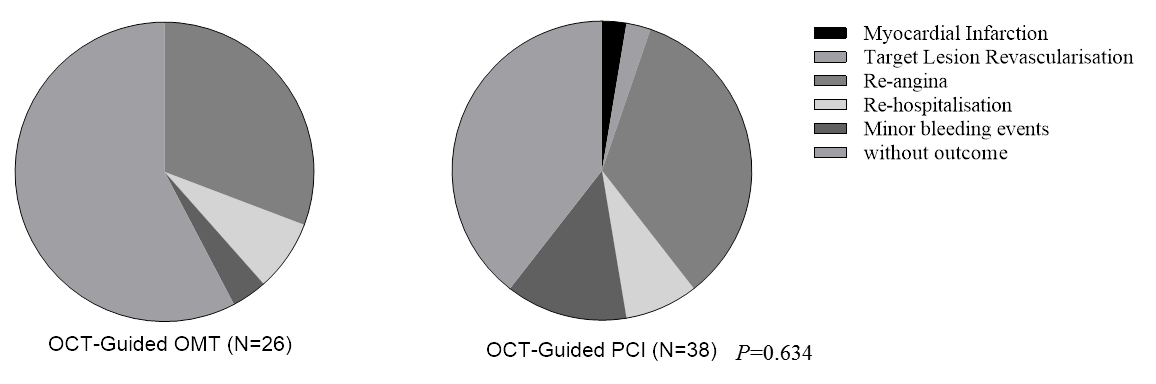 Myocardial Infarction
Target Lesion Revascularisation
Re-angina
Re-hospitalisation
Minor bleeding events
without outcome
OCT-Guided OMT (N=26)
OCT-Guided PCI (N=38) P=0.634